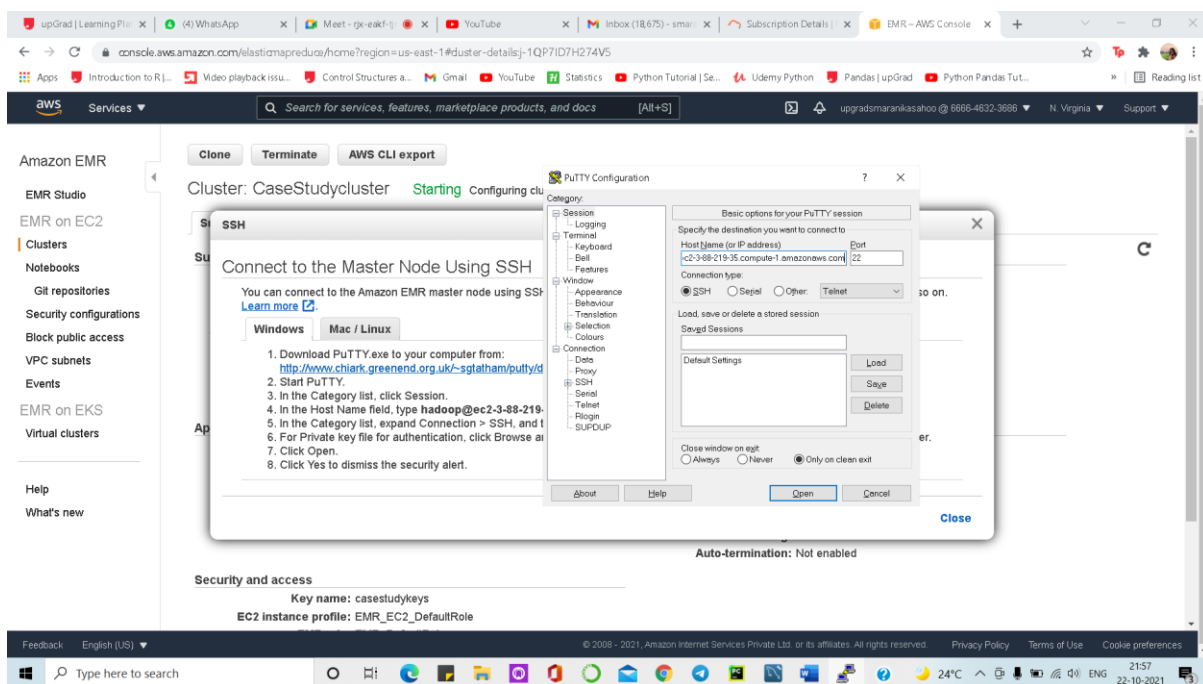 upGrad | Learning Pla
(4) WhatsApp
Meet - rjx-eakf-tj
YouTube
Inbox (18,675) - smara
Subscription Details |
EMR – AWS Console
console.aws.amazon.com/elasticmapreduce/home?region=us-east-1#cluster-details:j-1QP7ID7H274V5
Apps Introduction to R |... Video playback issu... Control Structures a... Gmail YouTube Statistics Python Tutorial | Se... Udemy Python Pandas | upGrad Python Pandas Tut... » Reading list
aws Services ▼ Search for services, features, marketplace products, and docs [Alt+S] upgradsmaranikasahoo @ 6666-4632-3686 ▼ N. Virginia ▼ Support ▼
Amazon EMR
EMR Studio
EMR on EC2
Clusters
Notebooks
Git repositories
Security configurations
Block public access
VPC subnets
Events
EMR on EKS
Virtual clusters
Help
What's new
Clone Terminate AWS CLI export
Cluster: CaseStudycluster Starting Configuring clu
Su
Ap
SSH
Connect to the Master Node Using SSH
You can connect to the Amazon EMR master node using SSH
so on.
Learn more
Windows Mac / Linux
1. Download PuTTY.exe to your computer from:
http://www.chiark.greenend.org.uk/~sgtatham/putty/d
2. Start PuTTY.
3. In the Category list, click Session.
4. In the Host Name field, type hadoop@ec2-3-88-219-
5. In the Category list, expand Connection > SSH, and t
6. For Private key file for authentication, click Browse an
er.
7. Click Open.
8. Click Yes to dismiss the security alert.
Close
PuTTY Configuration ? ×
Category:
Session
Logging
Terminal
Keyboard
Bell
Features
Window
Appearance
Behaviour
Translation
Selection
Colours
Connection
Data
Proxy
SSH
Serial
Telnet
Rlogin
SUPDUP
Basic options for your PuTTY session
Specify the destination you want to connect to
Host Name (or IP address) Port
c2-3-88-219-35.compute-1.amazonaws.com 22
Connection type:
SSH Serial Other: Telnet
Load, save or delete a stored session
Saved Sessions
Default Settings
Load
Save
Delete
Close window on exit
Always Never Only on clean exit
About Help Open Cancel
Auto-termination: Not enabled
Security and access
Key name: casestudykeys
EC2 instance profile: EMR_EC2_DefaultRole
Feedback English (US) ▼ © 2008 - 2021, Amazon Internet Services Private Ltd. or its affiliates. All rights reserved. Privacy Policy Terms of Use Cookie preferences
Type here to search
24°C ENG 21:57
22-10-2021